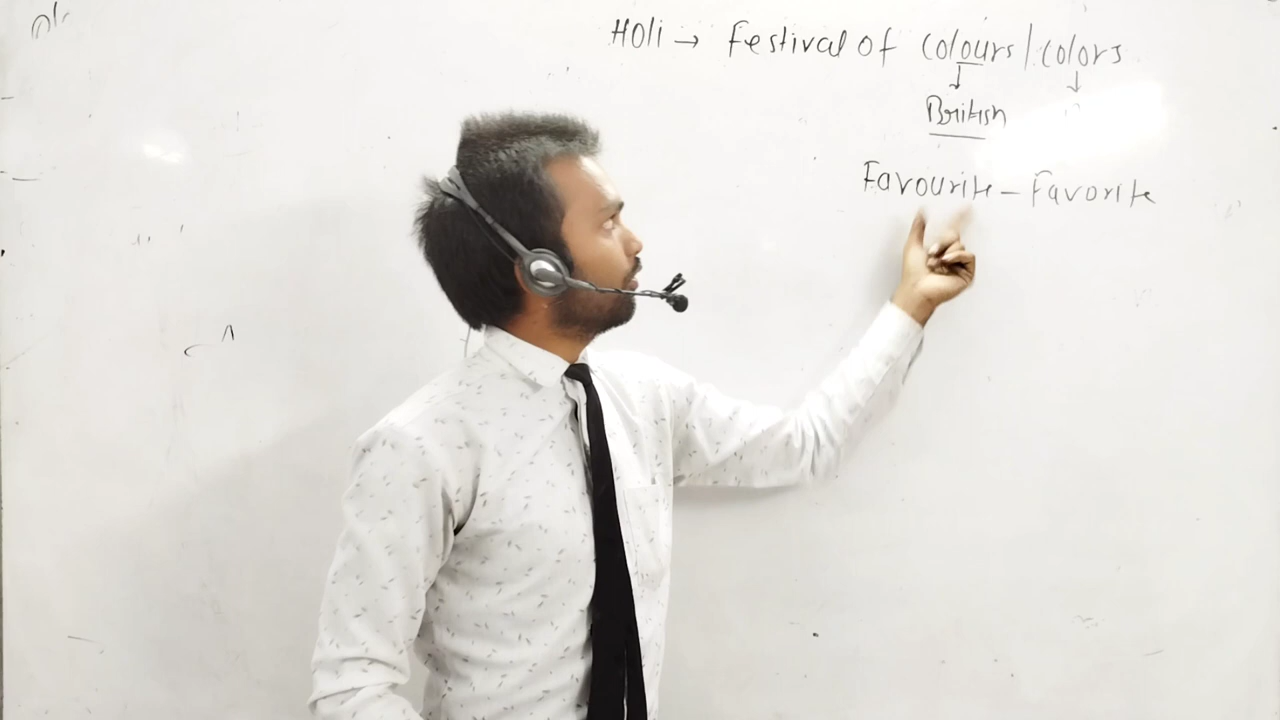 Holi → Festival of colours / colors
↓ ↓
British
Favourite - Favorite